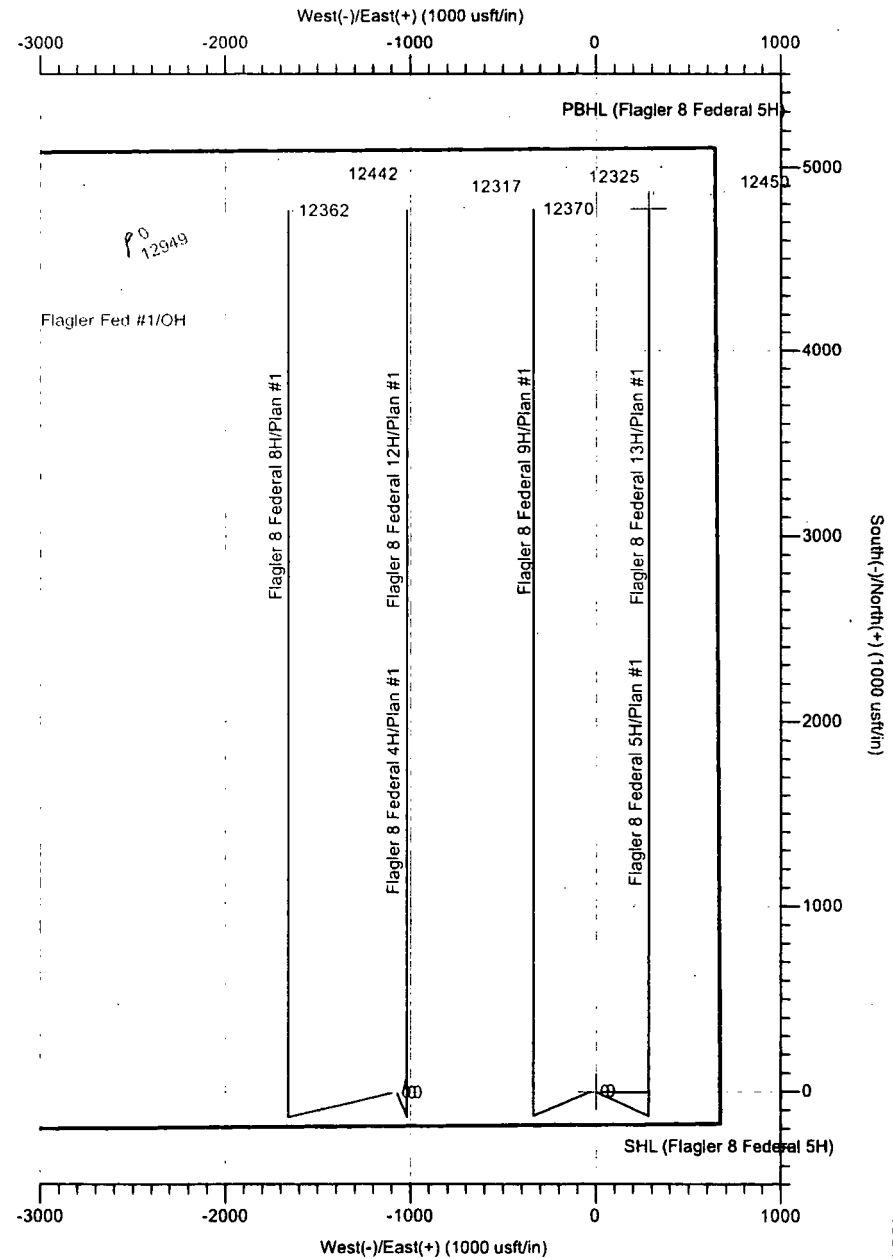 West(-)/East(+) (1000 usft/in)
-3000 -2000 -1000 0 1000
PBHL (Flagler 8 Federal 5H)
5000
12442 12317 12325 12450
12362 12370
0
12949
Flagler Fed #1/OH
4000
Flagler 8 Federal 8H/Plan #1
Flagler 8 Federal 12H/Plan #1
Flagler 8 Federal 9H/Plan #1
Flagler 8 Federal 13H/Plan #1
3000
South(-)/North(+) (1000 usft/in)
Flagler 8 Federal 4H/Plan #1
Flagler 8 Federal 5H/Plan #1
2000
1000
0
SHL (Flagler 8 Federal 5H)
-3000 -2000 -1000 0 1000
West(-)/East(+) (1000 usft/in)